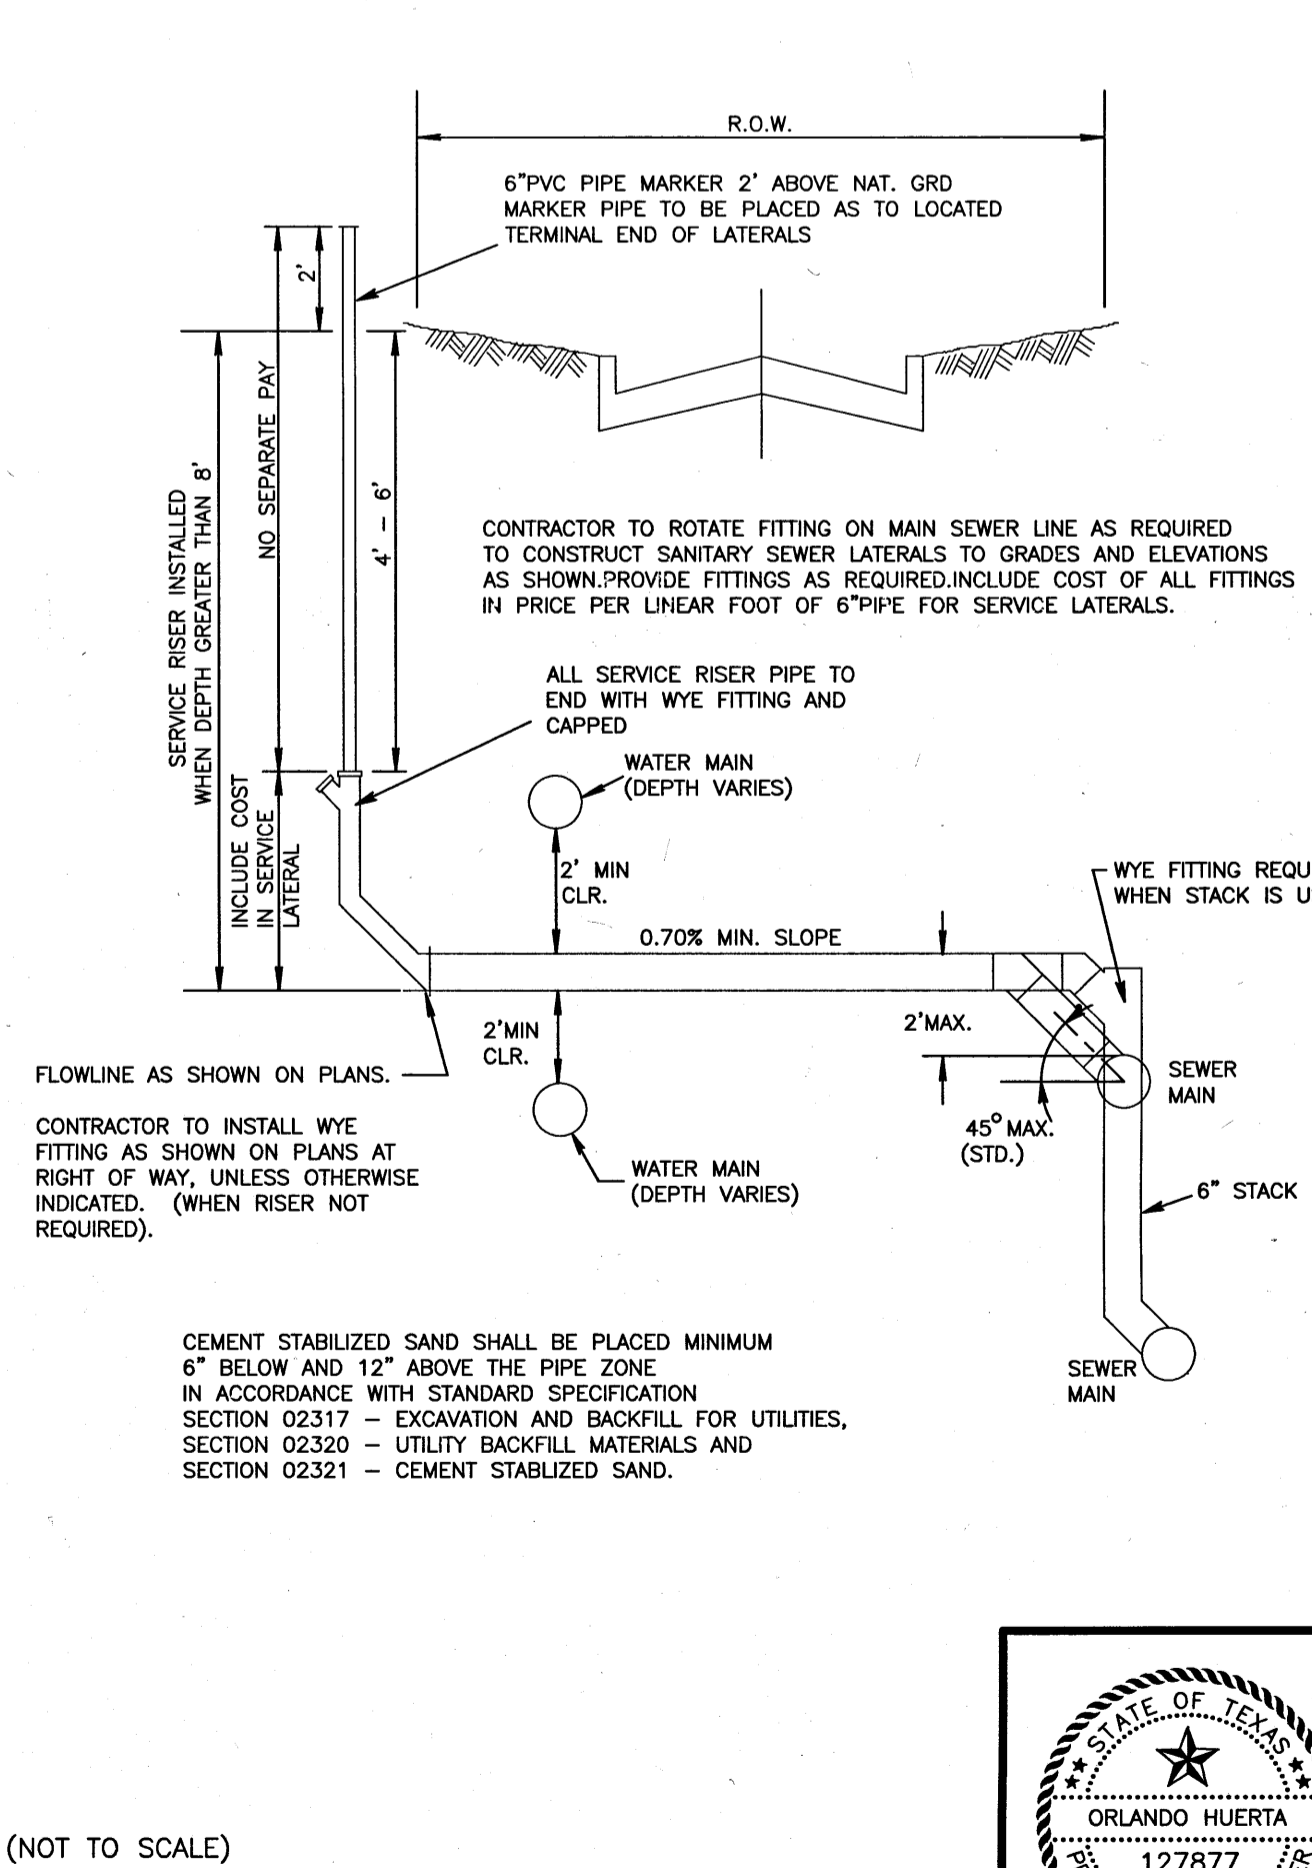 R.O.W.
6"PVC PIPE MARKER 2' ABOVE NAT. GRD
MARKER PIPE TO BE PLACED AS TO LOCATED
TERMINAL END OF LATERALS
2'
NO SEPARATE PAY
4' – 6'
SERVICE RISER INSTALLED
WHEN DEPTH GREATER THAN 8'
CONTRACTOR TO ROTATE FITTING ON MAIN SEWER LINE AS REQUIRED
TO CONSTRUCT SANITARY SEWER LATERALS TO GRADES AND ELEVATIONS
AS SHOWN.PROVIDE FITTINGS AS REQUIRED.INCLUDE COST OF ALL FITTINGS
IN PRICE PER LINEAR FOOT OF 6"PIPE FOR SERVICE LATERALS.
ALL SERVICE RISER PIPE TO
END WITH WYE FITTING AND
CAPPED
WATER MAIN
(DEPTH VARIES)
INCLUDE COST
IN SERVICE
LATERAL
2' MIN
CLR.
WYE FITTING REQU
WHEN STACK IS U
0.70% MIN. SLOPE
2'MIN
CLR.
2'MAX.
FLOWLINE AS SHOWN ON PLANS.
SEWER
MAIN
45° MAX.
(STD.)
CONTRACTOR TO INSTALL WYE
FITTING AS SHOWN ON PLANS AT
RIGHT OF WAY, UNLESS OTHERWISE
INDICATED. (WHEN RISER NOT
REQUIRED).
WATER MAIN
(DEPTH VARIES)
6" STACK
CEMENT STABILIZED SAND SHALL BE PLACED MINIMUM
6" BELOW AND 12" ABOVE THE PIPE ZONE
IN ACCORDANCE WITH STANDARD SPECIFICATION
SECTION 02317 – EXCAVATION AND BACKFILL FOR UTILITIES,
SECTION 02320 – UTILITY BACKFILL MATERIALS AND
SECTION 02321 – CEMENT STABLIZED SAND.
SEWER
MAIN
STATE OF TEXAS
ORLANDO HUERTA
127877
(NOT TO SCALE)